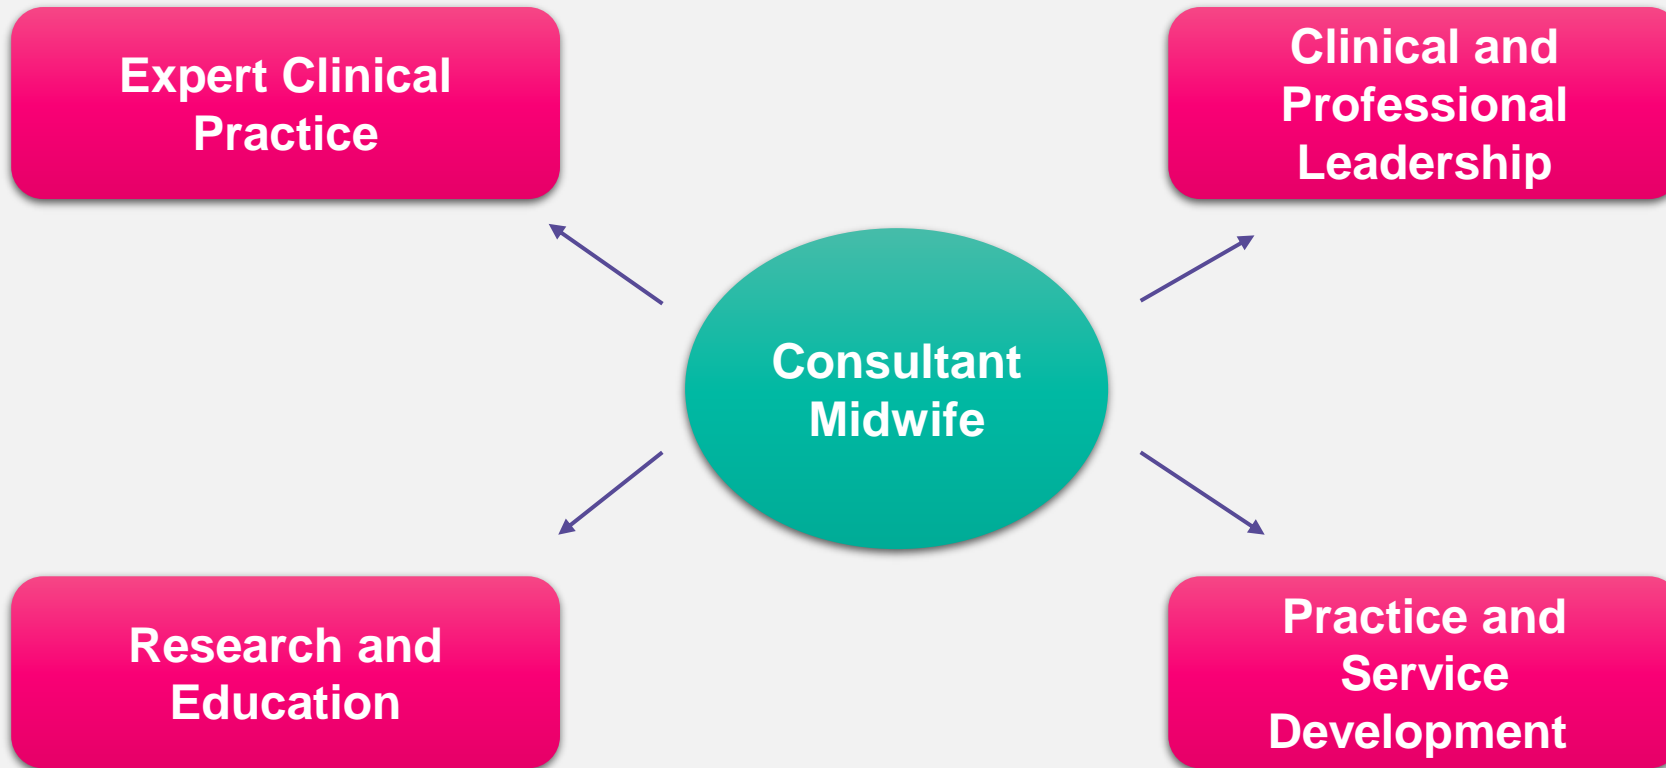 Expert Clinical
Practice
Clinical and
Professional
Leadership
Consultant
Midwife
Research and
Education
Practice and
Service
Development